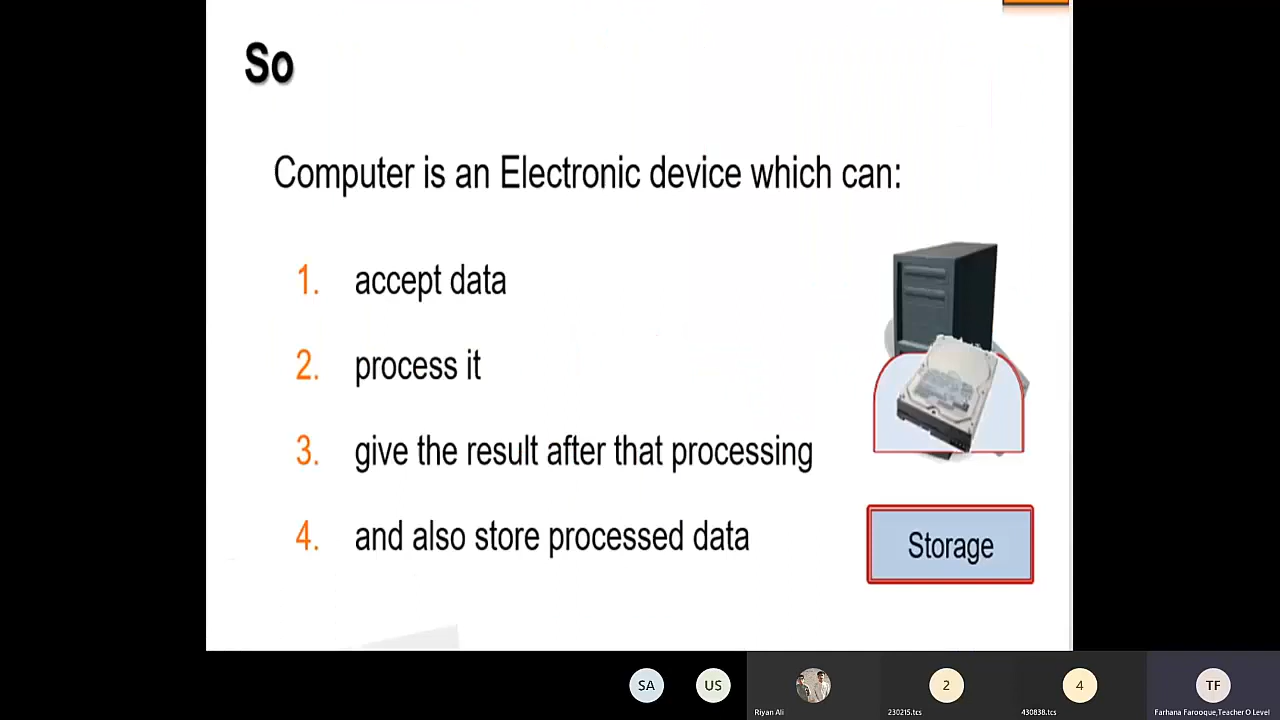 So
Computer is an Electronic device which can:
1. accept data
2. process it
3. give the result after that processing
4. and also store processed data
Storage
SA
US
2
4
TF
Riyan Ali
230215.tcs
430838.tcs
Farhana Farooque,Teacher O Level